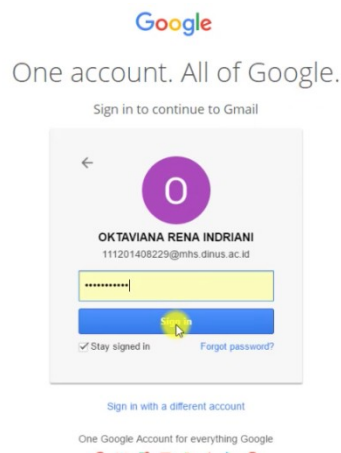 Google
One account. All of Google.
Sign in to continue to Gmail
O
OKTAVIANA RENA INDRIANI
111201408229@mhs.dinus.ac.id
•••••••••••
Sign in
Stay signed in
Forgot password?
Sign in with a different account
One Google Account for everything Google